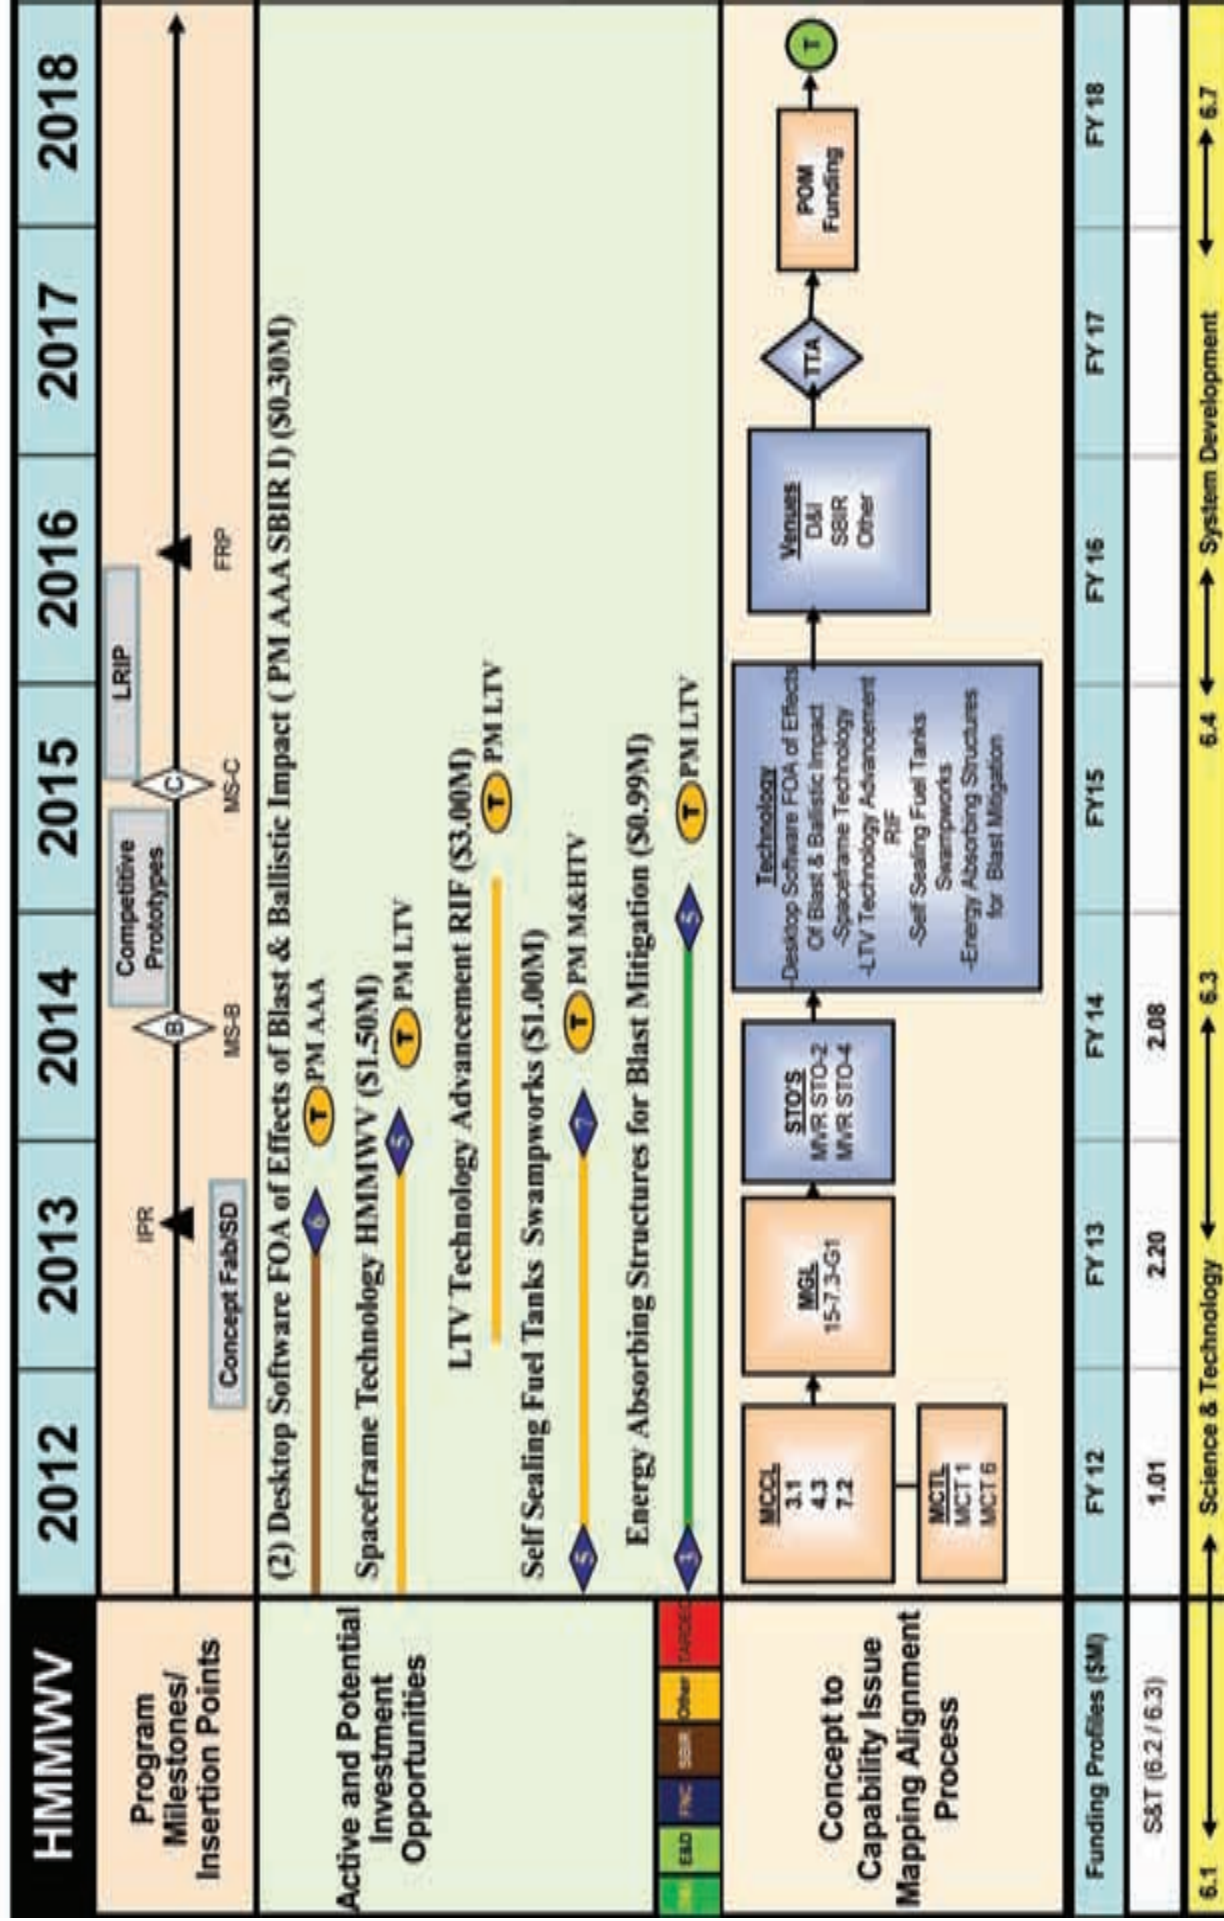 HMMWV
2012
2013
2014
2015
2016
2017
2018
Program
Milestones/
Insertion Points
IPR
Concept Fab/SD
B
MS-B
Competitive
Prototypes
C
MS-C
LRIP
FRP
Active and Potential
Investment
Opportunities
(2) Desktop Software FOA of Effects of Blast & Ballistic Impact ( PM AAA SBIR I) ($0.30M)
6
T
PM AAA
Spaceframe Technology HMMWV ($1.50M)
5
T
PM LTV
LTV Technology Advancement RIF ($3.00M)
T
PM LTV
Self Sealing Fuel Tanks Swampworks ($1.00M)
5
7
T
PM M&HTV
Energy Absorbing Structures for Blast Mitigation ($0.99M)
3
5
T
PM LTV
E&D
FNC
SBIR
Other
TARDEC
Concept to
Capability Issue
Mapping Alignment
Process
MCCL
3.1
4.3
7.2
MCTL
MCT 1
MCT 6
MGL
15-7.3-G1
STO'S
MVR STO-2
MVR STO-4
Technology
-Desktop Software FOA of Effects
Of Blast & Ballistic Impact
-Spaceframe Technology
-LTV Technology Advancement
RIF
-Self Sealing Fuel Tanks
Swampworks
-Energy Absorbing Structures
for Blast Mitigation
Venues
D&I
SBIR
Other
TTA
POM
Funding
T
Funding Profiles ($M)
FY 12
FY 13
FY 14
FY15
FY 16
FY 17
FY 18
S&T (6.2 / 6.3)
1.01
2.20
2.08
6.1
Science & Technology
6.3
6.4
System Development
6.7